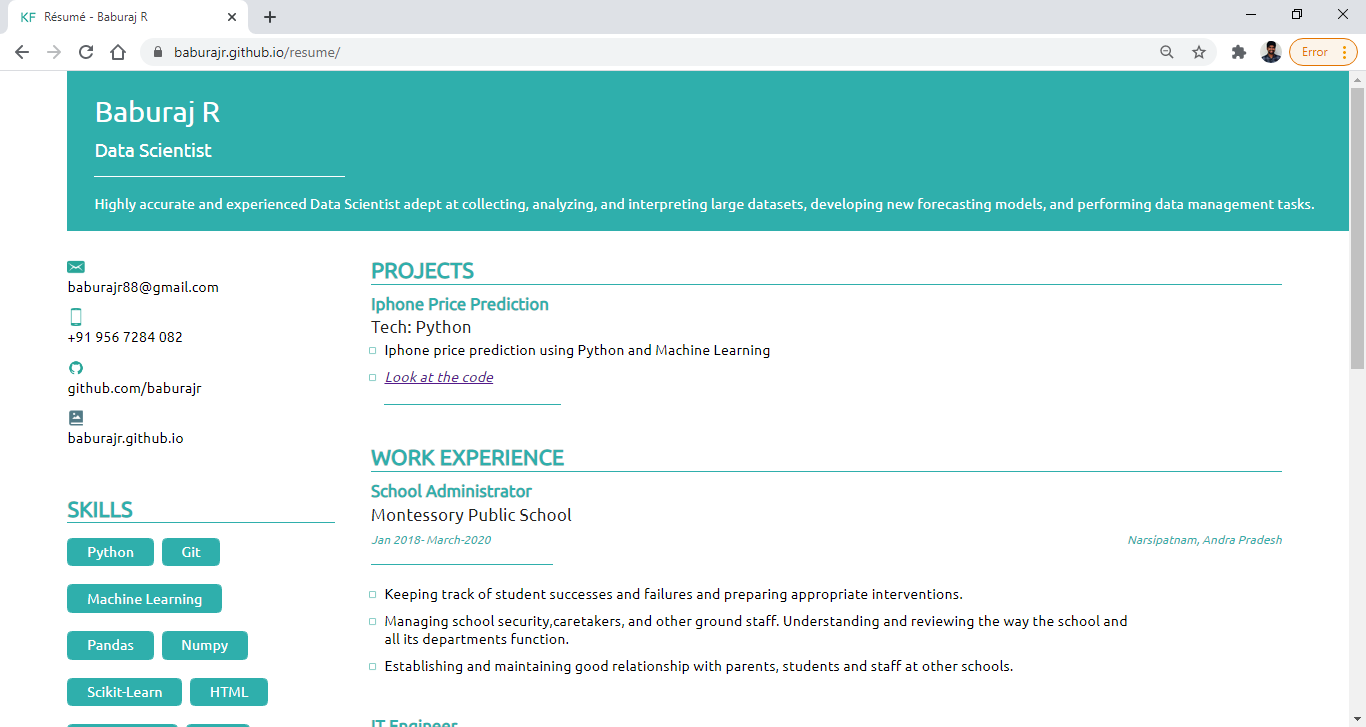 KF Résumé - Baburaj R
baburajr.github.io/resume/
Error
Baburaj R
Data Scientist
Highly accurate and experienced Data Scientist adept at collecting, analyzing, and interpreting large datasets, developing new forecasting models, and performing data management tasks.
baburajr88@gmail.com
+91 956 7284 082
github.com/baburajr
baburajr.github.io
SKILLS
Python Git
Machine Learning
Pandas Numpy
Scikit-Learn HTML
PROJECTS
Iphone Price Prediction
Tech: Python
Iphone price prediction using Python and Machine Learning
Look at the code
WORK EXPERIENCE
School Administrator
Montessory Public School
Jan 2018- March-2020 Narsipatnam, Andra Pradesh
Keeping track of student successes and failures and preparing appropriate interventions.
Managing school security,caretakers, and other ground staff. Understanding and reviewing the way the school and
all its departments function.
Establishing and maintaining good relationship with parents, students and staff at other schools.
IT Engineer